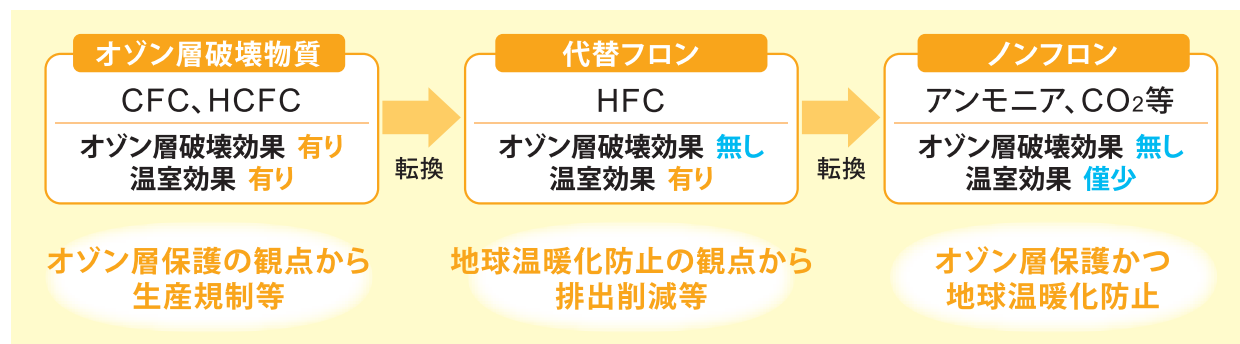 オゾン層破壊物質
CFC、HCFC
オゾン層破壊効果 有り
温室効果 有り
オゾン層保護の観点から
生産規制等
転換
代替フロン
HFC
オゾン層破壊効果 無し
温室効果 有り
地球温暖化防止の観点から
排出削減等
転換
ノンフロン
アンモニア、CO₂等
オゾン層破壊効果 無し
温室効果 僅少
オゾン層保護かつ
地球温暖化防止